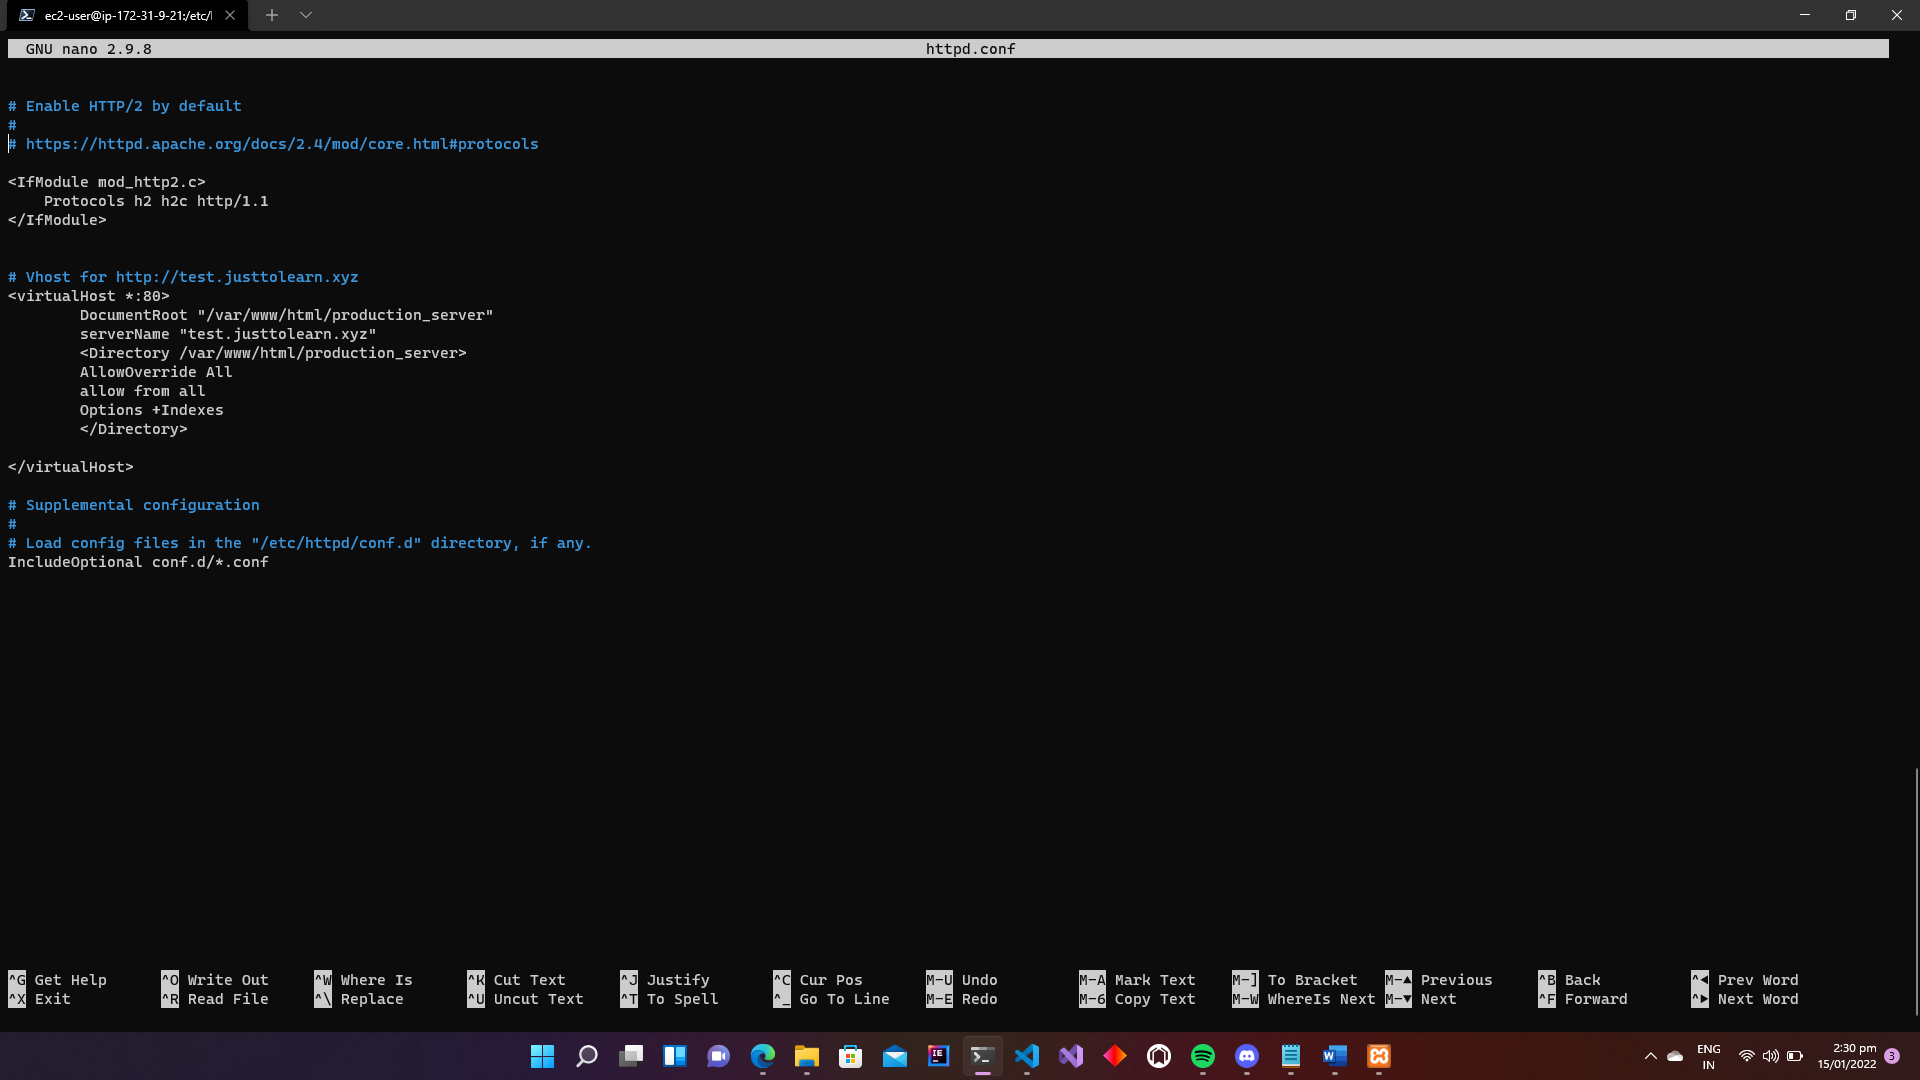 ec2-user@ip-172-31-9-21:/etc/
GNU nano 2.9.8 httpd.conf
# Enable HTTP/2 by default
#
# https://httpd.apache.org/docs/2.4/mod/core.html#protocols
<IfModule mod_http2.c>
    Protocols h2 h2c http/1.1
</IfModule>
# Vhost for http://test.justtolearn.xyz
<virtualHost *:80>
        DocumentRoot "/var/www/html/production_server"
        serverName "test.justtolearn.xyz"
        <Directory /var/www/html/production_server>
        AllowOverride All
        allow from all
        Options +Indexes
        </Directory>
</virtualHost>
# Supplemental configuration
#
# Load config files in the "/etc/httpd/conf.d" directory, if any.
IncludeOptional conf.d/*.conf
^G Get Help ^O Write Out ^W Where Is ^K Cut Text ^J Justify ^C Cur Pos M-U Undo M-A Mark Text M-] To Bracket M-▲ Previous ^B Back ^◀ Prev Word
^X Exit ^R Read File ^\ Replace ^U Uncut Text ^T To Spell ^_ Go To Line M-E Redo M-6 Copy Text M-W WhereIs Next M-▼ Next ^F Forward ^▶ Next Word
ENG
IN
2:30 pm
15/01/2022
3